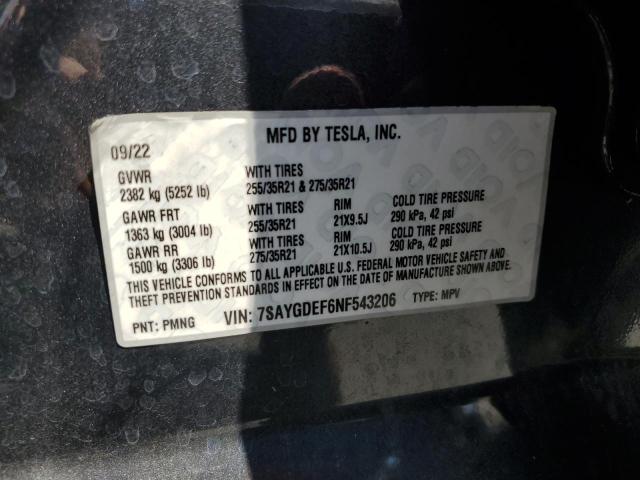 MFD BY TESLA, INC.
09/22
GVWR WITH TIRES
2382 kg (5252 lb) 255/35R21 & 275/35R21
GAWR FRT WITH TIRES RIM COLD TIRE PRESSURE
1363 kg (3004 lb) 255/35R21 21X9.5J 290 kPa, 42 psi
GAWR RR WITH TIRES RIM COLD TIRE PRESSURE
1500 kg (3306 lb) 275/35R21 21X10.5J 290 kPa, 42 psi
THIS VEHICLE CONFORMS TO ALL APPLICABLE U.S. FEDERAL MOTOR VEHICLE SAFETY AND
THEFT PREVENTION STANDARDS IN EFFECT ON THE DATE OF MANUFACTURE SHOWN ABOVE.
PNT: PMNG VIN: 7SAYGDEF6NF543206 TYPE: MPV